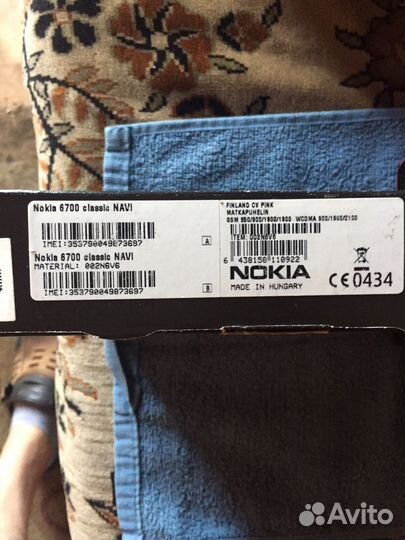 Nokia 6700 classic NAVI
IMEI:353790049873697
A
Nokia 6700 classic NAVI
MATERIAL: 002N6V6
IMEI:353790049873697
B
FINLAND CV PINK
MATKAPUHELIN
GSM 850/900/1800/1900 WCDMA 900/1900/2100
ITEM: 002N6V6
6 438158 110922
NOKIA
MADE IN HUNGARY
CE0434
Avito